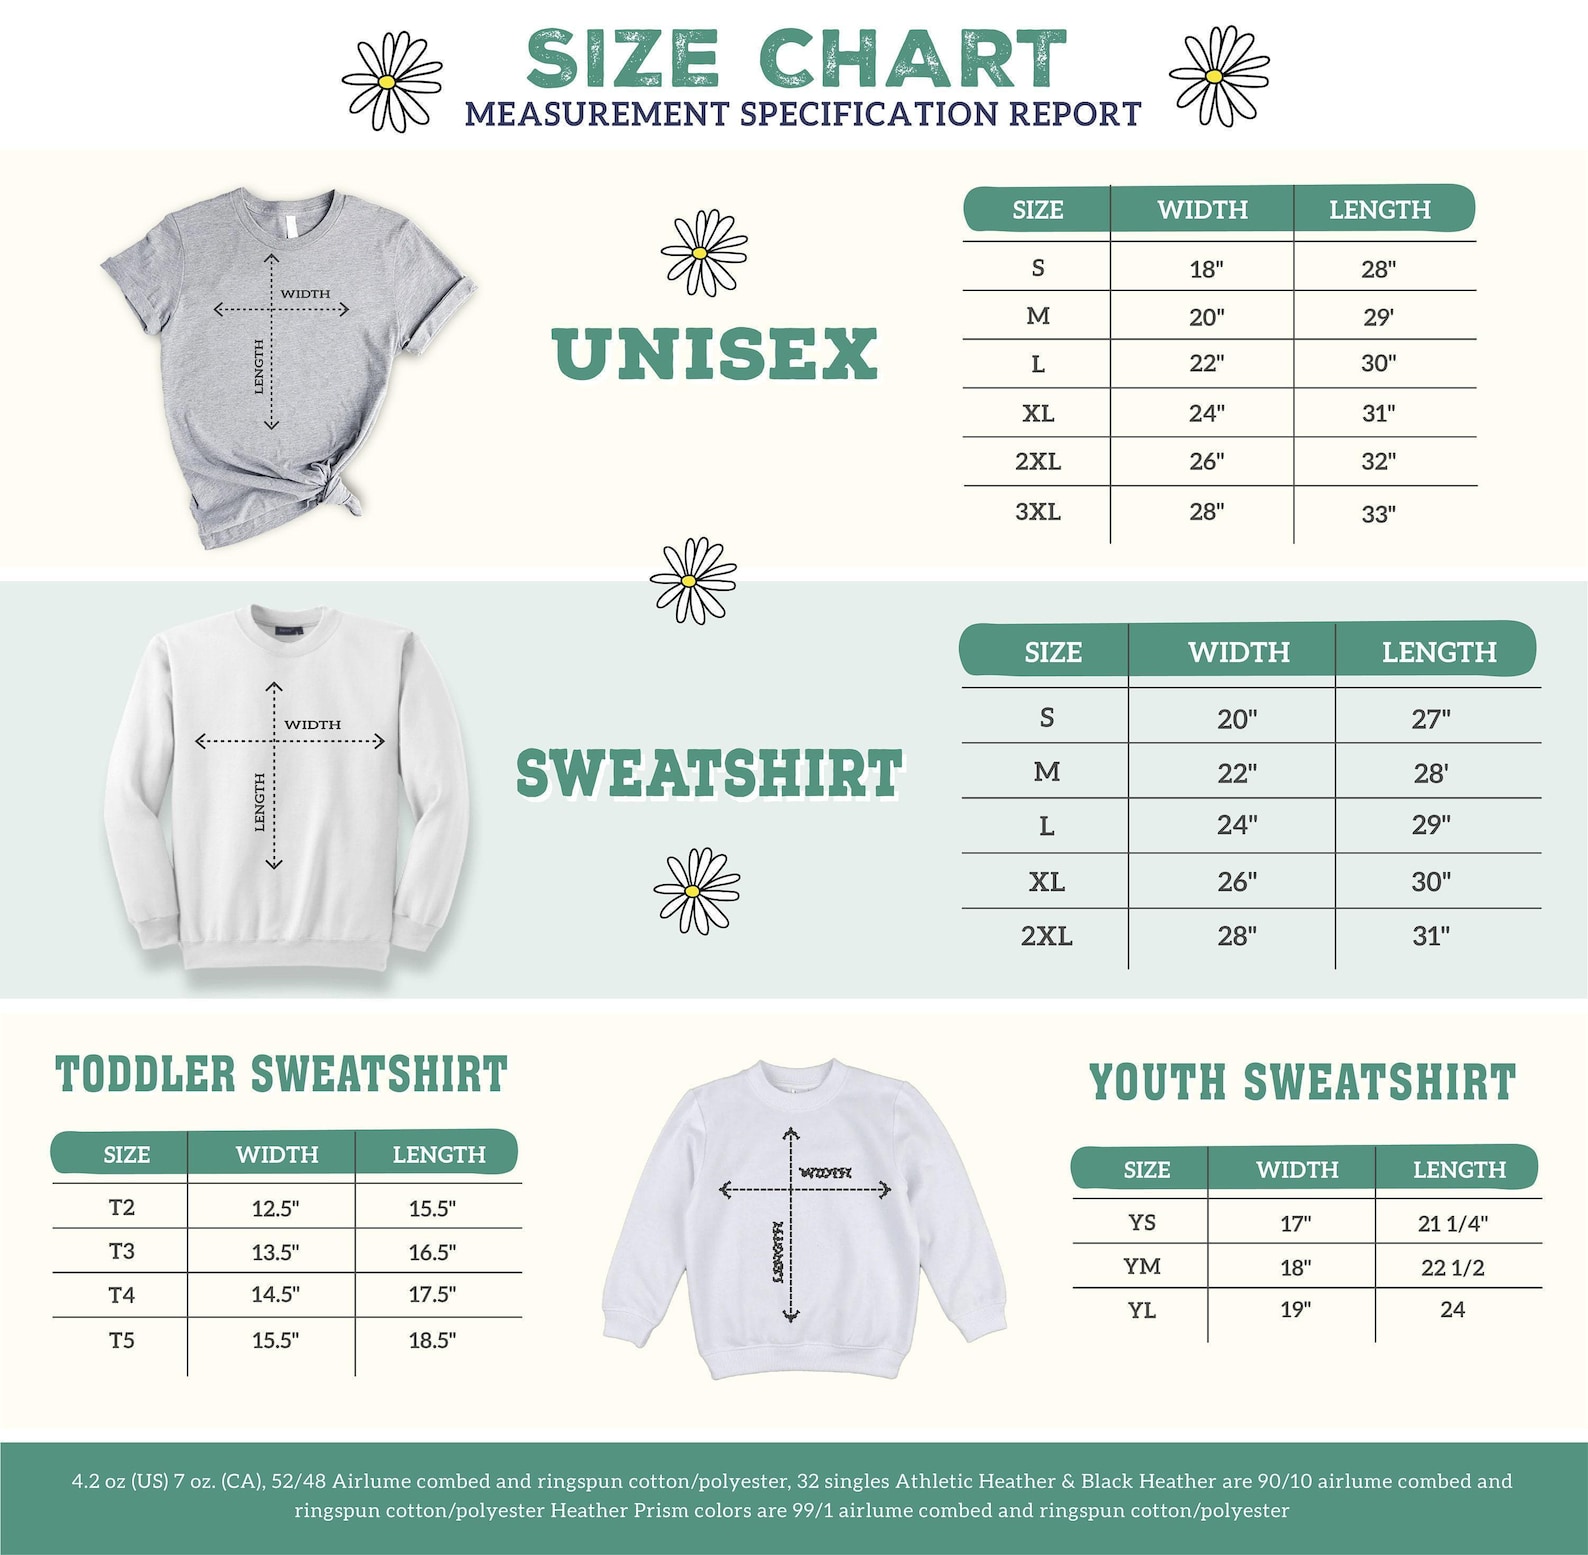 SIZE CHART
MEASUREMENT SPECIFICATION REPORT
WIDTH
LENGTH
UNISEX
SIZE WIDTH LENGTH
S 18" 28"
M 20" 29'
L 22" 30"
XL 24" 31"
2XL 26" 32"
3XL 28" 33"
WIDTH
LENGTH
SWEATSHIRT
SIZE WIDTH LENGTH
S 20" 27"
M 22" 28'
L 24" 29"
XL 26" 30"
2XL 28" 31"
TODDLER SWEATSHIRT
SIZE WIDTH LENGTH
T2 12.5" 15.5"
T3 13.5" 16.5"
T4 14.5" 17.5"
T5 15.5" 18.5"
WIDTH
LENGTH
YOUTH SWEATSHIRT
SIZE WIDTH LENGTH
YS 17" 21 1/4"
YM 18" 22 1/2
YL 19" 24
4.2 oz (US) 7 oz. (CA), 52/48 Airlume combed and ringspun cotton/polyester, 32 singles Athletic Heather & Black Heather are 90/10 airlume combed and
ringspun cotton/polyester Heather Prism colors are 99/1 airlume combed and ringspun cotton/polyester